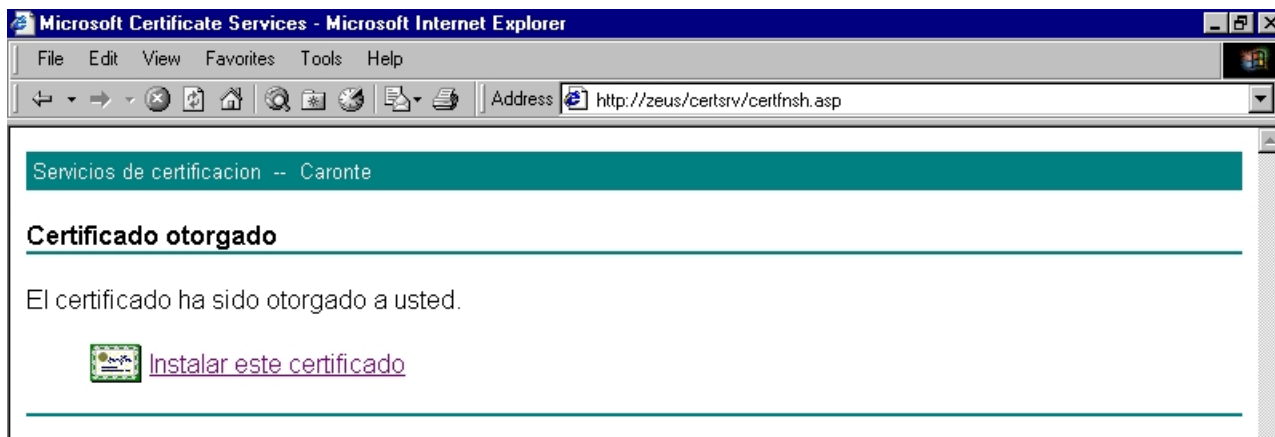 Microsoft Certificate Services - Microsoft Internet Explorer
File Edit View Favorites Tools Help
Address http://zeus/certsrv/certfnsh.asp
Servicios de certificacion -- Caronte
Certificado otorgado
El certificado ha sido otorgado a usted.
Instalar este certificado